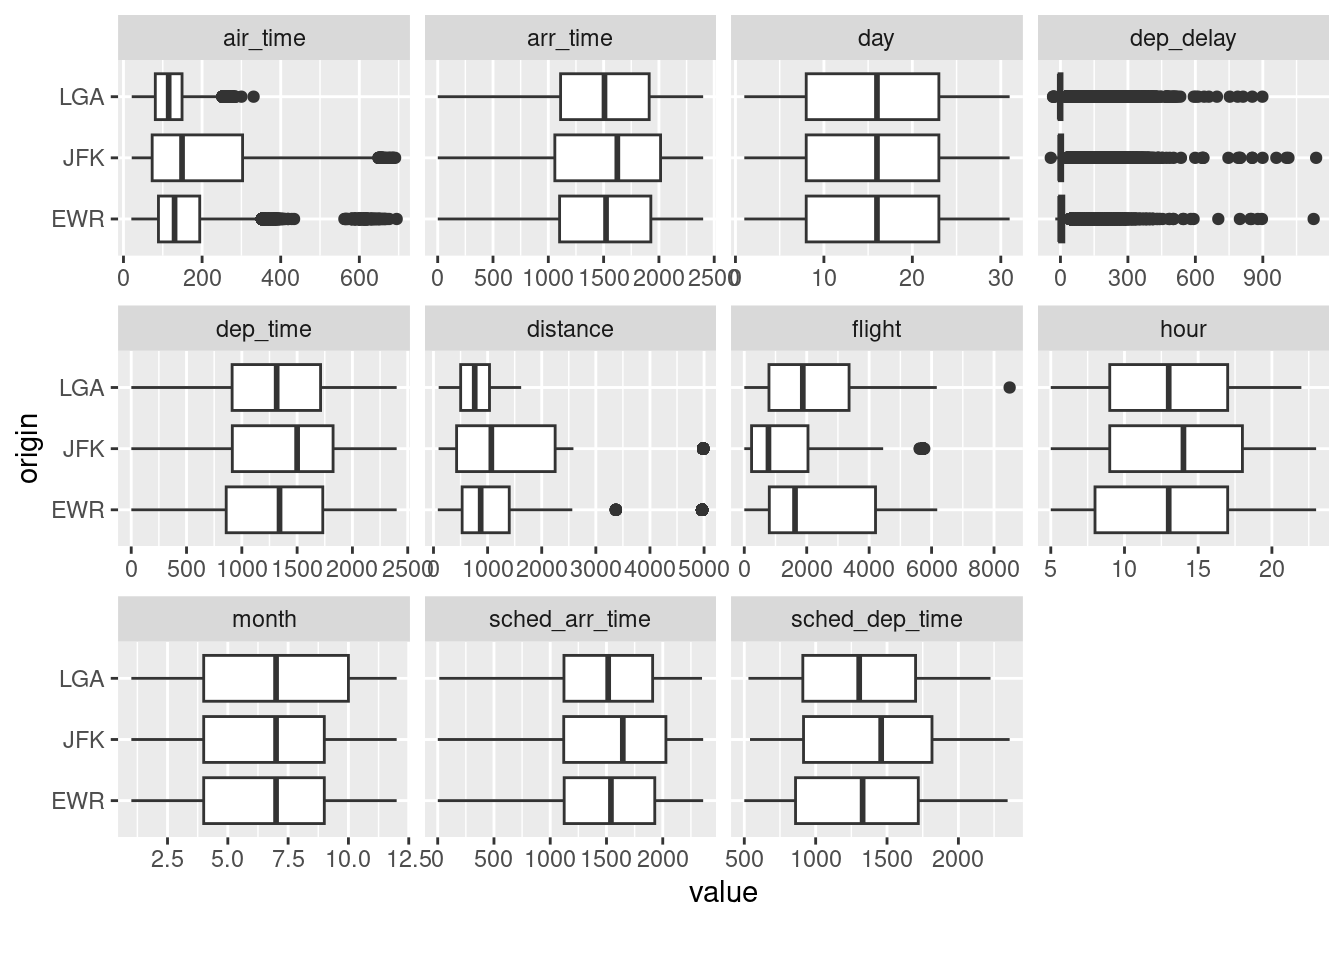 air_time arr_time day dep_delay
LGA
JFK
EWR
0 200 400 600 0 500 1000 1500 2000 2500 0 10 20 30 0 300 600 900
dep_time distance flight hour
LGA
JFK
EWR
0 500 1000 1500 2000 2500 0 1000 2000 3000 4000 5000 0 2000 4000 6000 8000 5 10 15 20
origin
month sched_arr_time sched_dep_time
LGA
JFK
EWR
2.5 5.0 7.5 10.0 12.5 0 500 1000 1500 2000 500 1000 1500 2000
value